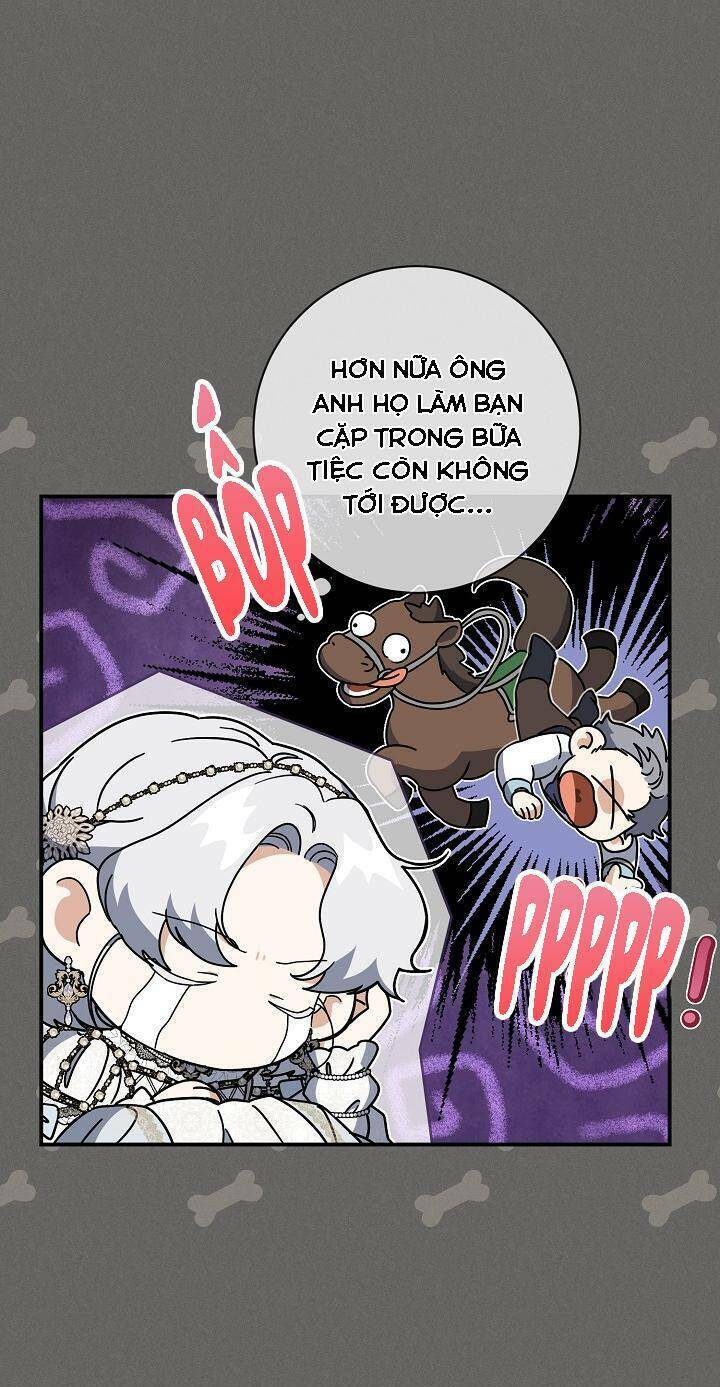 HƠN NỮA ÔNG
ANH HỌ LÀM BẠN
CẶP TRONG BỮA
TIỆC CÒN KHÔNG
TỚI ĐƯỢC...
BỐP
PPPPP!